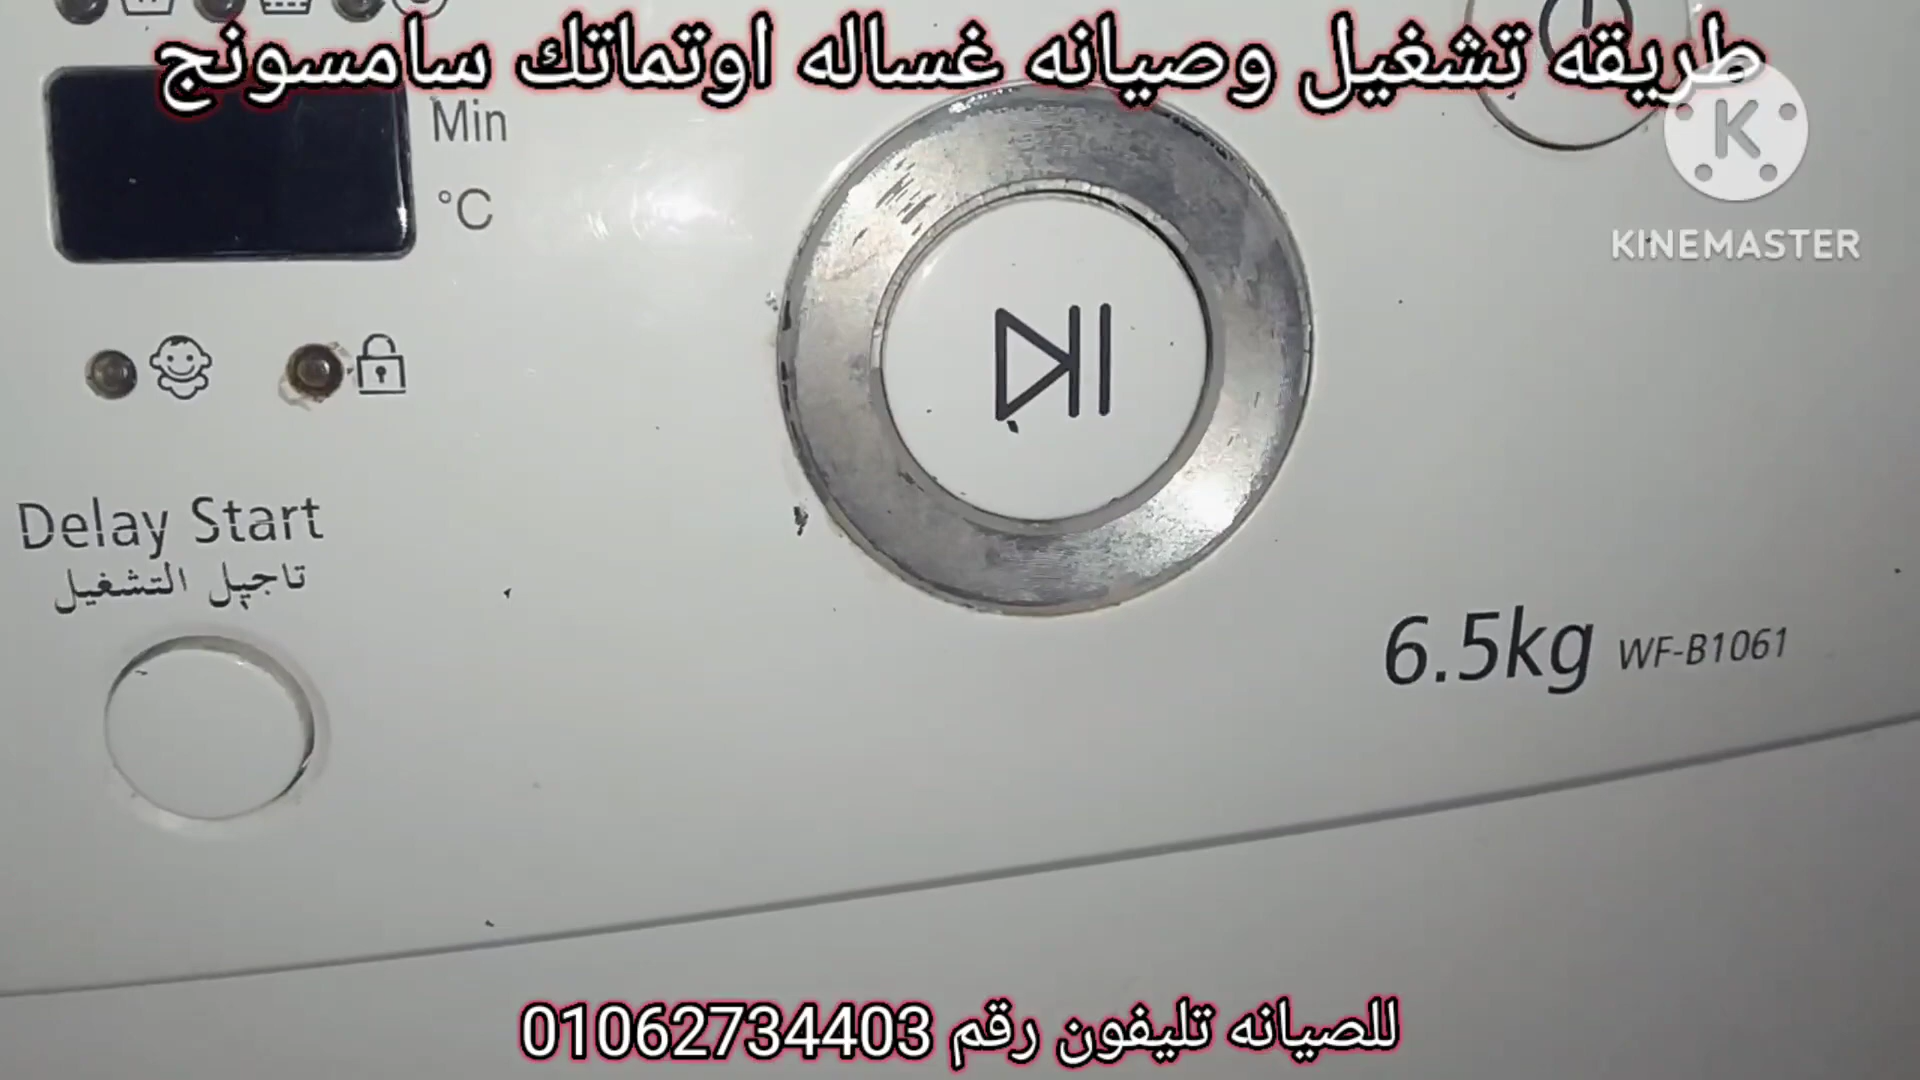 طريقه تشغيل وصيانه غساله اوتماتك سامسونج
Min
°C
KINEMASTER
Delay Start
تاجيل التشغيل
6.5kg WF-B1061
للصيانه تليفون رقم 01062734403